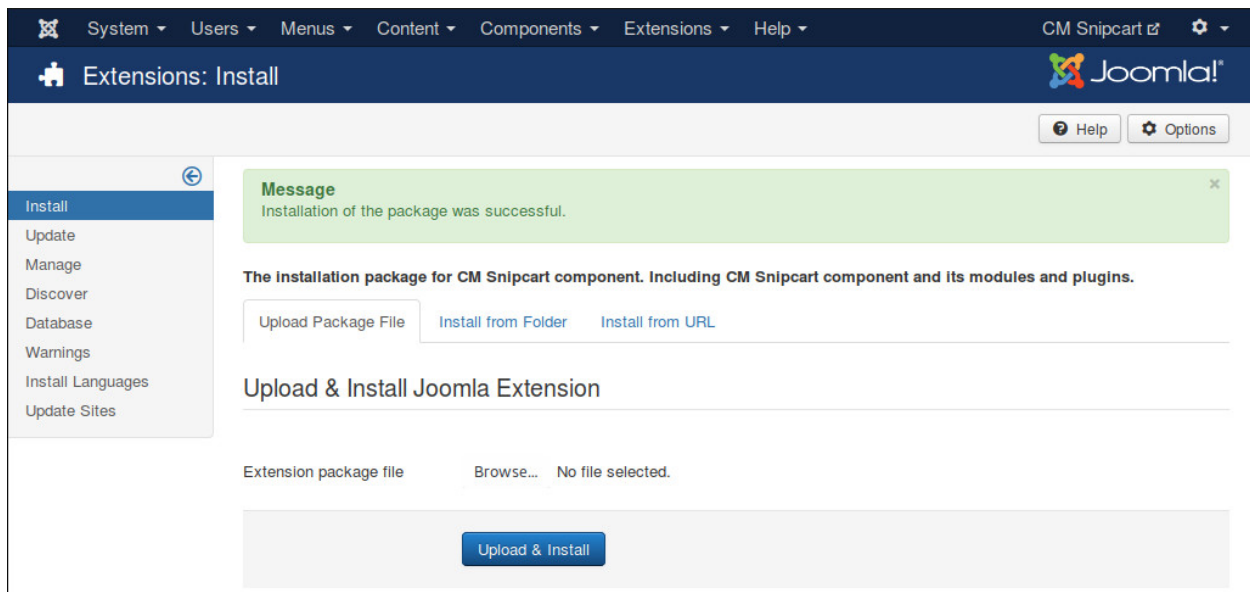 System Users Menus Content Components Extensions Help CM Snipcart
Extensions: Install Joomla!®
Help Options
Install
Update
Manage
Discover
Database
Warnings
Install Languages
Update Sites
Message ×
Installation of the package was successful.
The installation package for CM Snipcart component. Including CM Snipcart component and its modules and plugins.
Upload Package File Install from Folder Install from URL
Upload & Install Joomla Extension
Extension package file Browse... No file selected.
Upload & Install